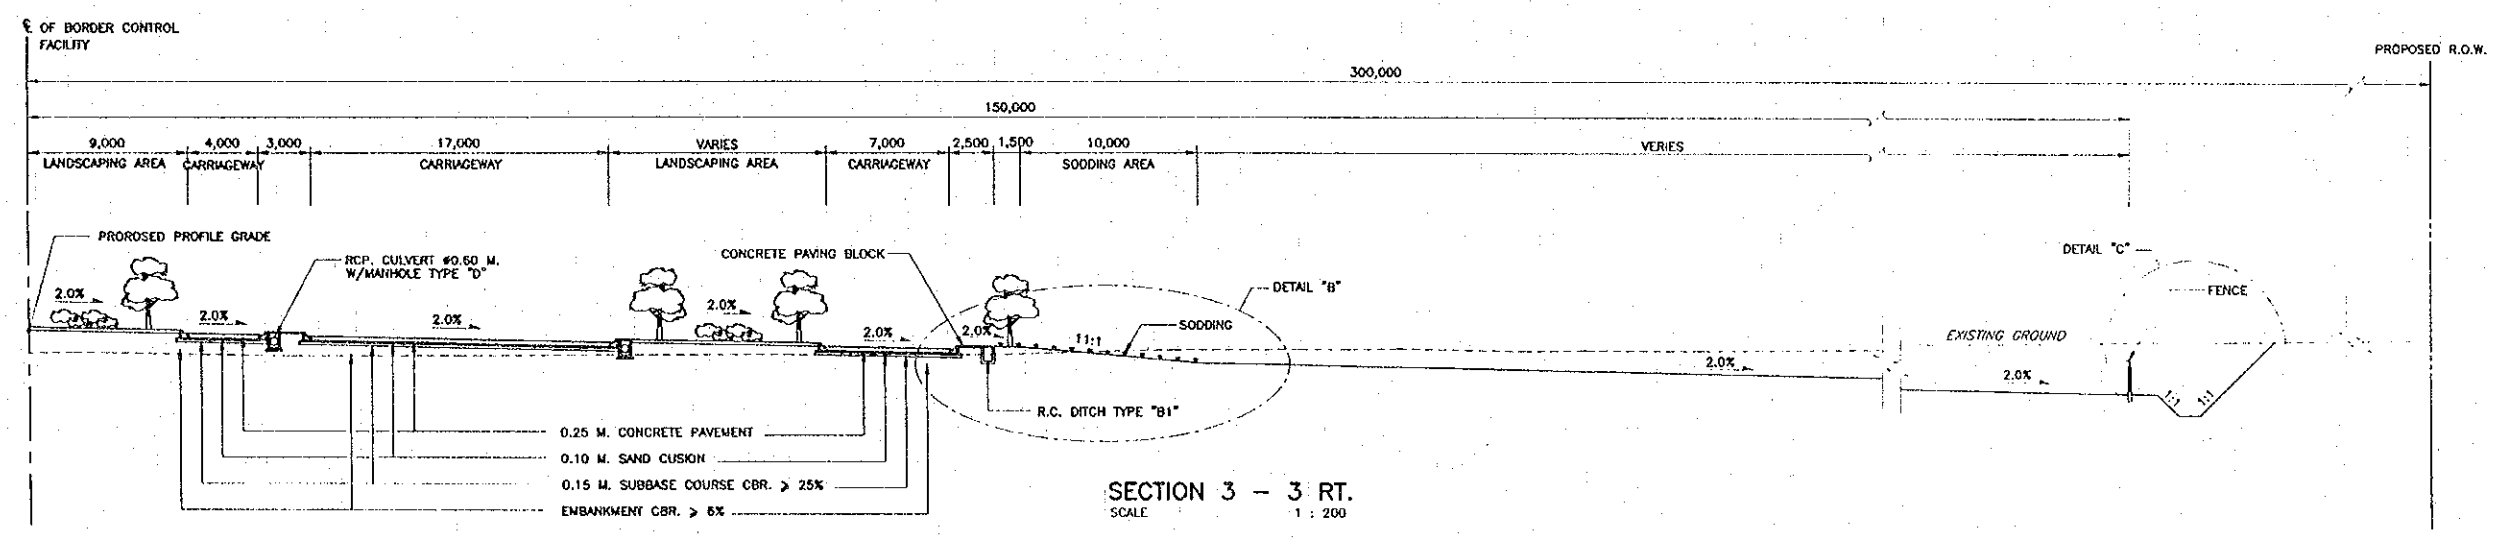 ℄ OF BORDER CONTROL
FACILITY
PROPOSED R.O.W.
300,000
150,000
9,000
4,000
3,000
17,000
VARIES
7,000
2,500
1,500
10,000
VERIES
LANDSCAPING AREA
CARRIAGEWAY
CARRIAGEWAY
LANDSCAPING AREA
CARRIAGEWAY
SODDING AREA
PROROSED PROFILE GRADE
RCP. CULVERT ⌀0.60 M.
W/MANHOLE TYPE "D"
CONCRETE PAVING BLOCK
DETAIL "B"
DETAIL "C"
FENCE
SODDING
EXISTING GROUND
2.0%
2.0%
2.0%
2.0%
2.0%
2.0%
1:1
2.0%
2.0%
1:1
1:1
R.C. DITCH TYPE "B1"
0.25 M. CONCRETE PAVEMENT
0.10 M. SAND CUSION
0.15 M. SUBBASE COURSE CBR. ⩾ 25%
EMBANKMENT CBR. ⩾ 6%
SECTION 3 - 3 RT.
SCALE 1 : 200